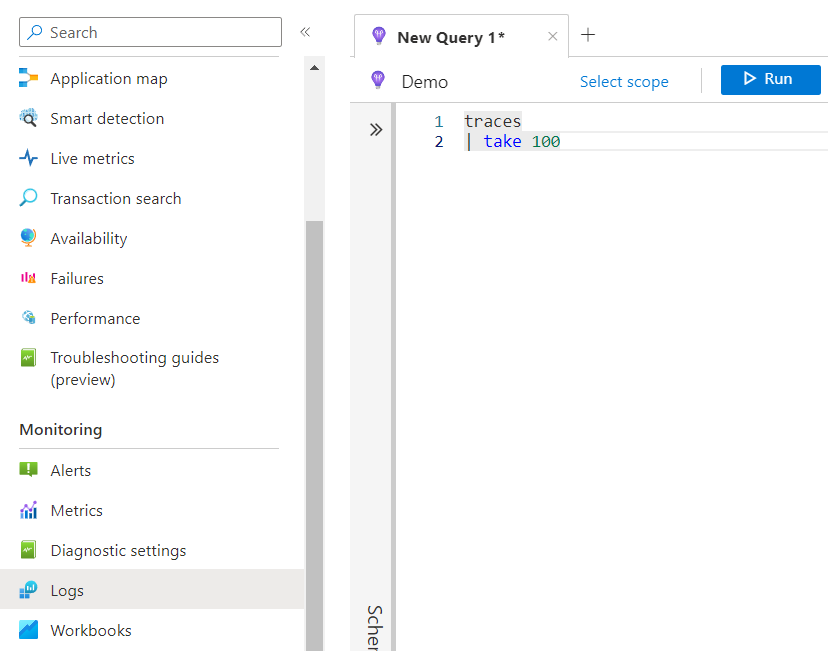 Search
Application map
Smart detection
Live metrics
Transaction search
Availability
Failures
Performance
Troubleshooting guides
(preview)
Monitoring
Alerts
Metrics
Diagnostic settings
Logs
Workbooks
New Query 1*
Demo
Select scope
Run
1 traces
2 | take 100